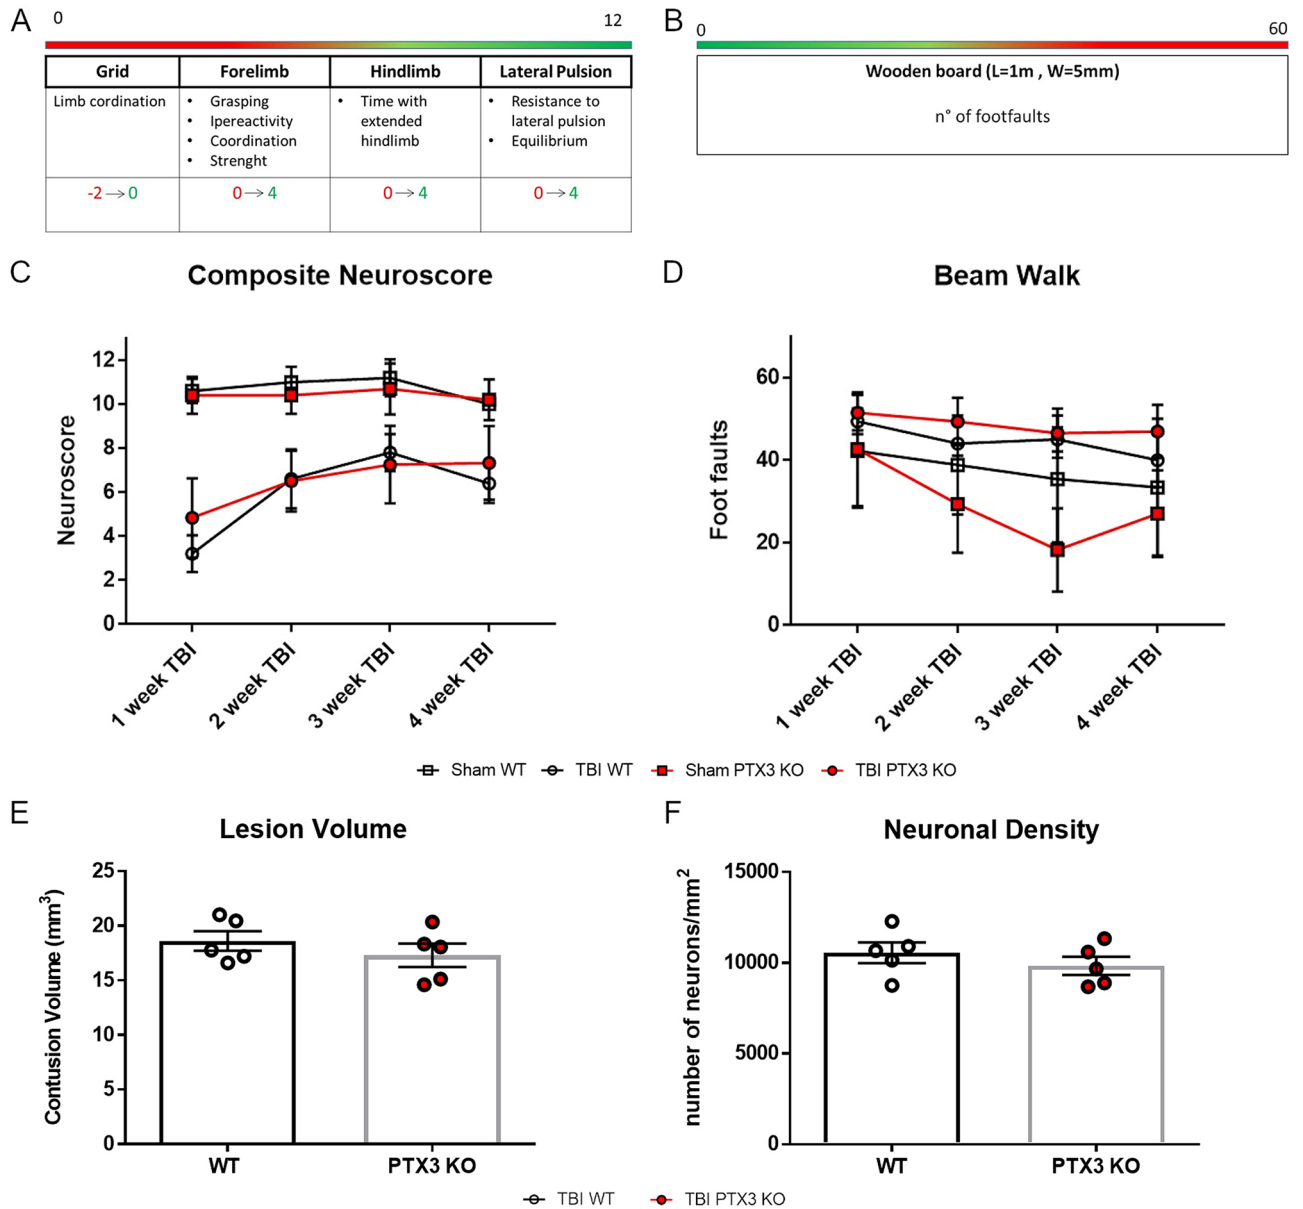 A
0
12
Grid
Forelimb
Hindlimb
Lateral Pulsion
Limb cordination
• Grasping
• Ipereactivity
• Coordination
• Strenght
• Time with
extended
hindlimb
• Resistance to
lateral pulsion
• Equilibrium
-2→0
0→4
0→4
0→4
B
0
60
Wooden board (L=1m , W=5mm)
n° of footfaults
C
Composite Neuroscore
Neuroscore
12
10
8
6
4
2
0
1 week TBI
2 week TBI
3 week TBI
4 week TBI
D
Beam Walk
Foot faults
60
40
20
0
1 week TBI
2 week TBI
3 week TBI
4 week TBI
Sham WT
TBI WT
Sham PTX3 KO
TBI PTX3 KO
E
Lesion Volume
Contusion Volume (mm³)
25
20
15
10
5
0
WT
PTX3 KO
F
Neuronal Density
number of neurons/mm²
15000
10000
5000
0
WT
PTX3 KO
TBI WT
TBI PTX3 KO